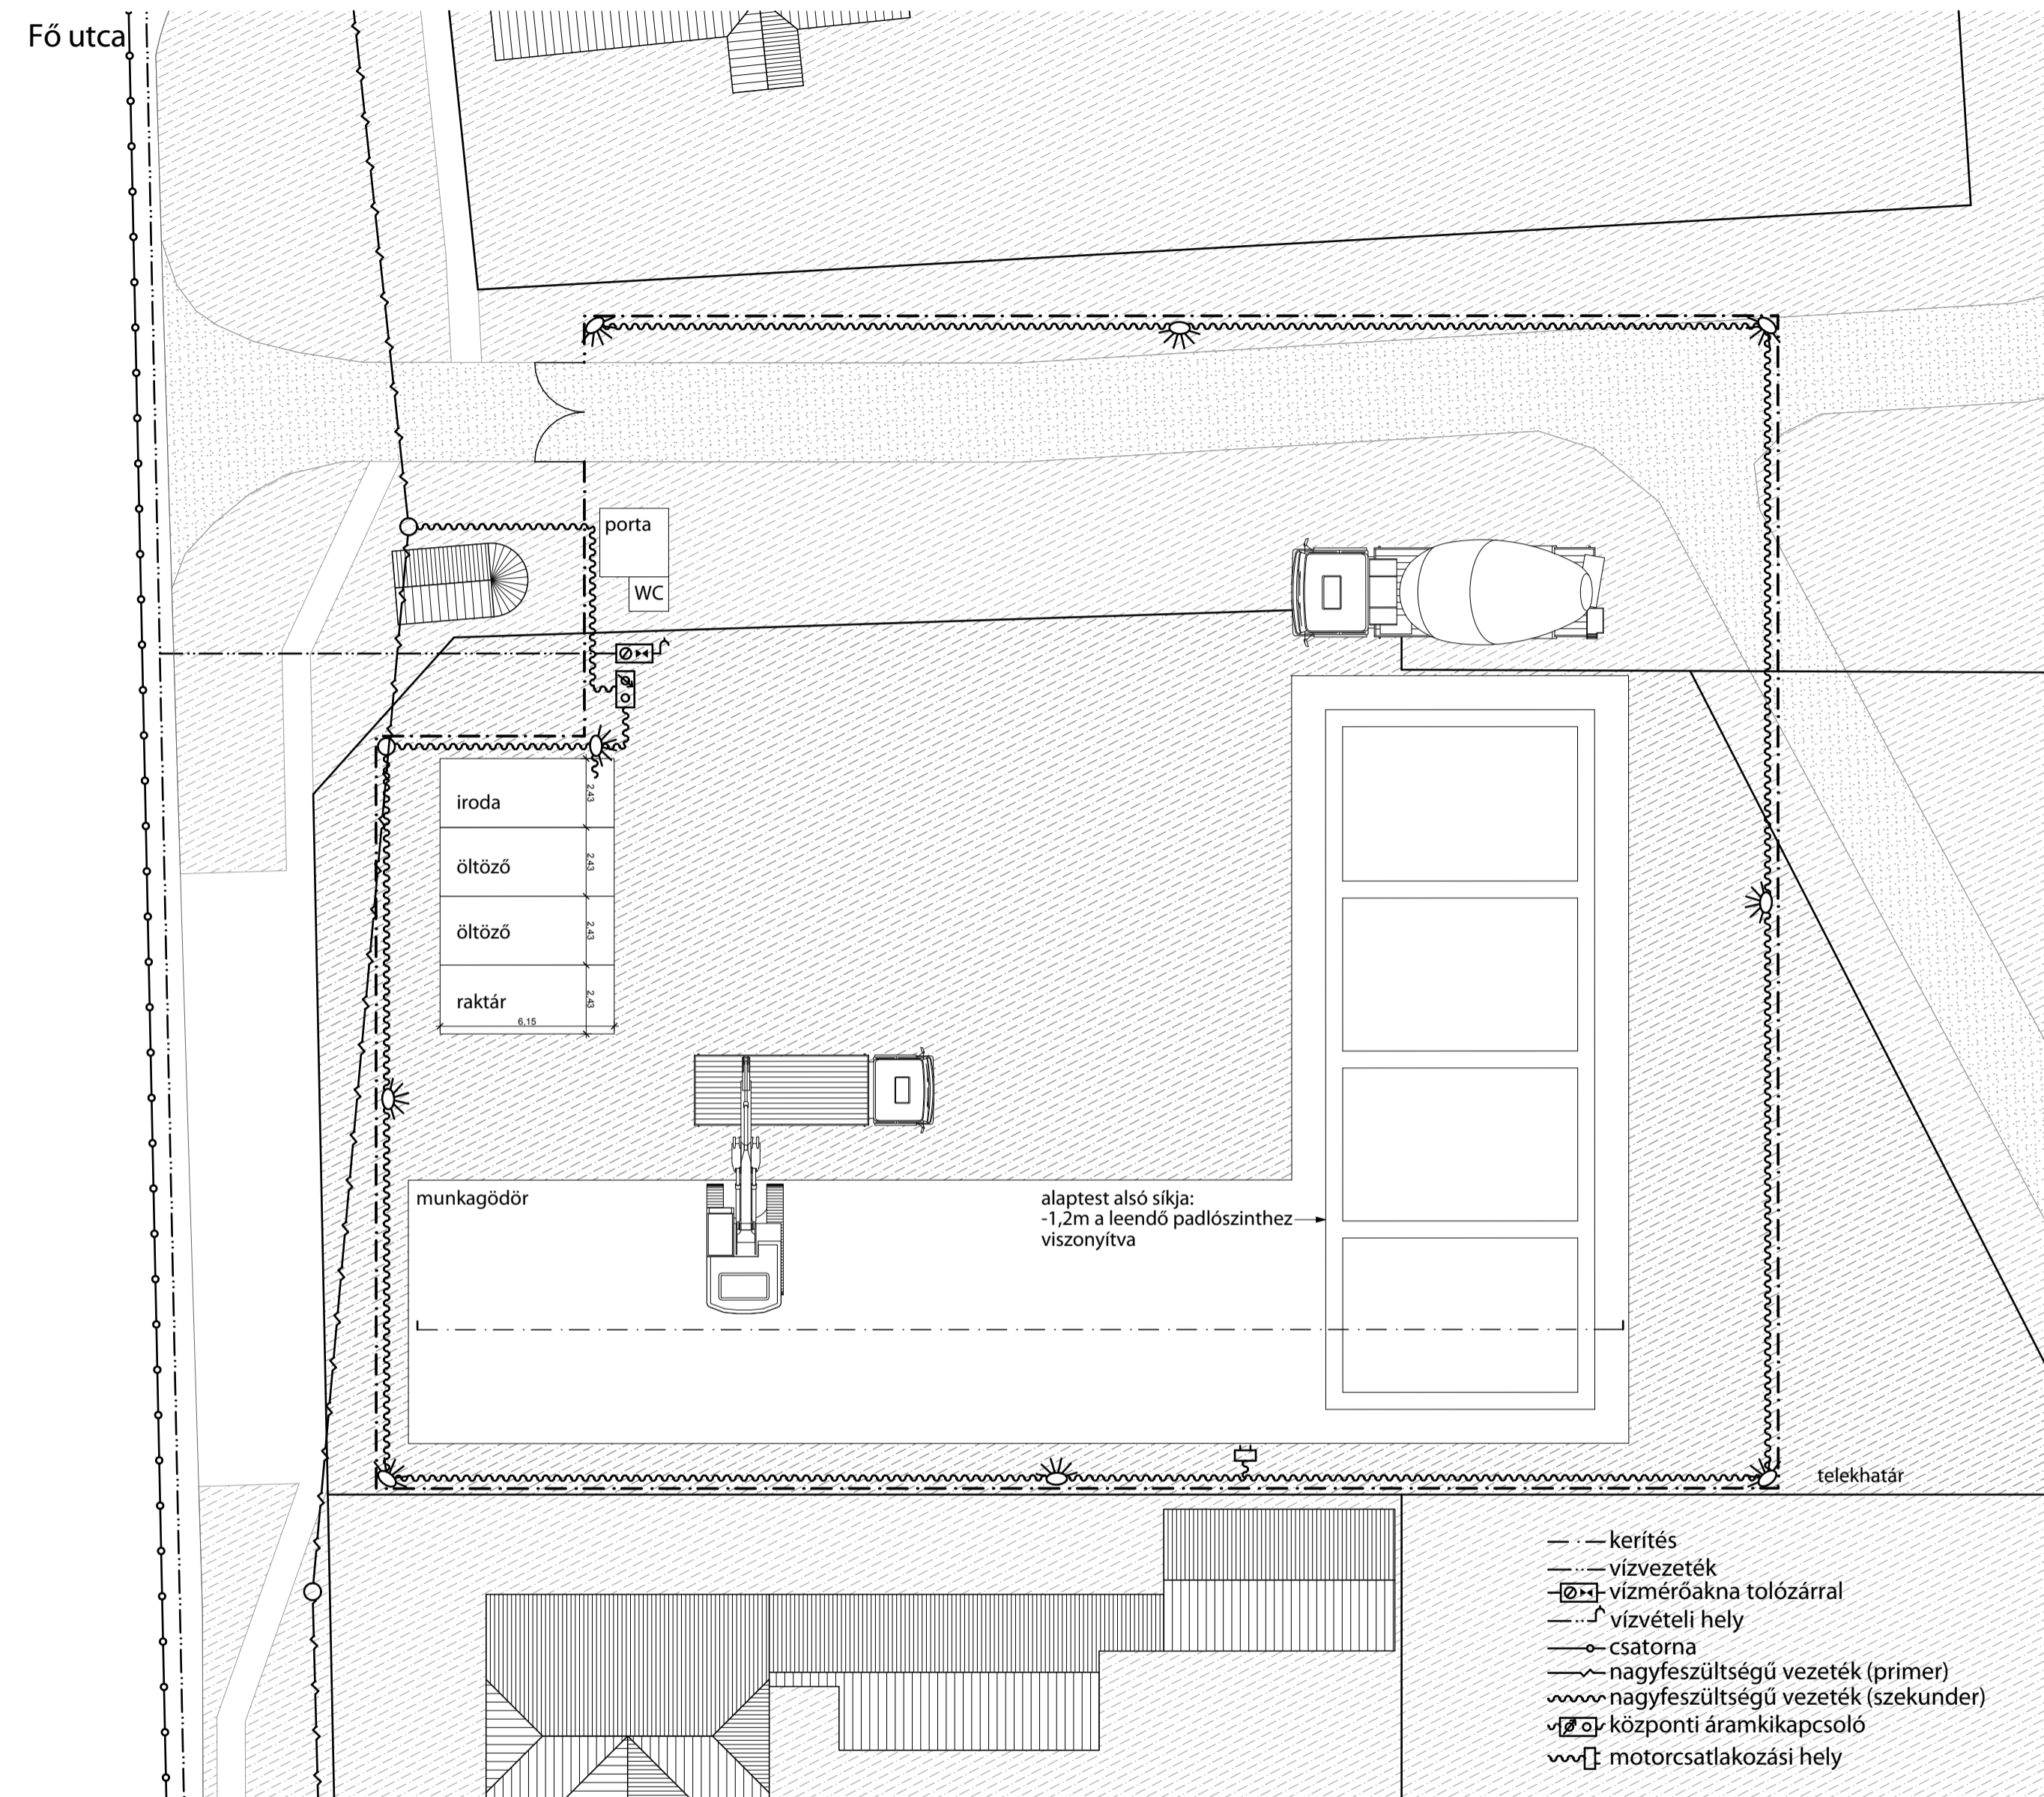 Fő utca
porta
WC
iroda
2,43
öltöző
2,43
öltöző
2,43
raktár
2,43
6,15
munkagödör
alaptest alsó síkja:
-1,2m a leendő padlószinthez
viszonyítva
telekhatár
kerítés
vízvezeték
vízmérőakna tolózárral
vízvételi hely
csatorna
nagyfeszültségű vezeték (primer)
nagyfeszültségű vezeték (szekunder)
központi áramkikapcsoló
motorcsatlakozási hely